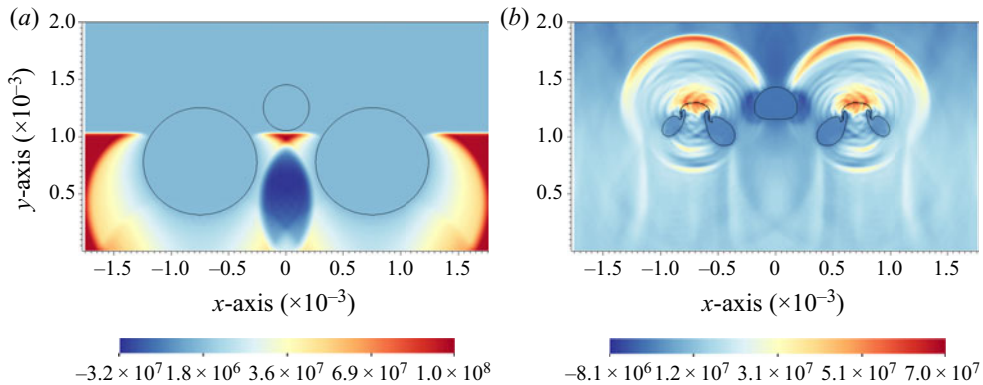 (a)
2.0
1.5
1.0
0.5
y-axis (×10⁻³)
–1.5 –1.0 –0.5 0 0.5 1.0 1.5
x-axis (×10⁻³)
–3.2 × 10⁷ 1.8 × 10⁶ 3.6 × 10⁷ 6.9 × 10⁷ 1.0 × 10⁸
(b)
2.0
1.5
1.0
0.5
–1.5 –1.0 –0.5 0 0.5 1.0 1.5
x-axis (×10⁻³)
–8.1 × 10⁶ 1.2 × 10⁷ 3.1 × 10⁷ 5.1 × 10⁷ 7.0 × 10⁷